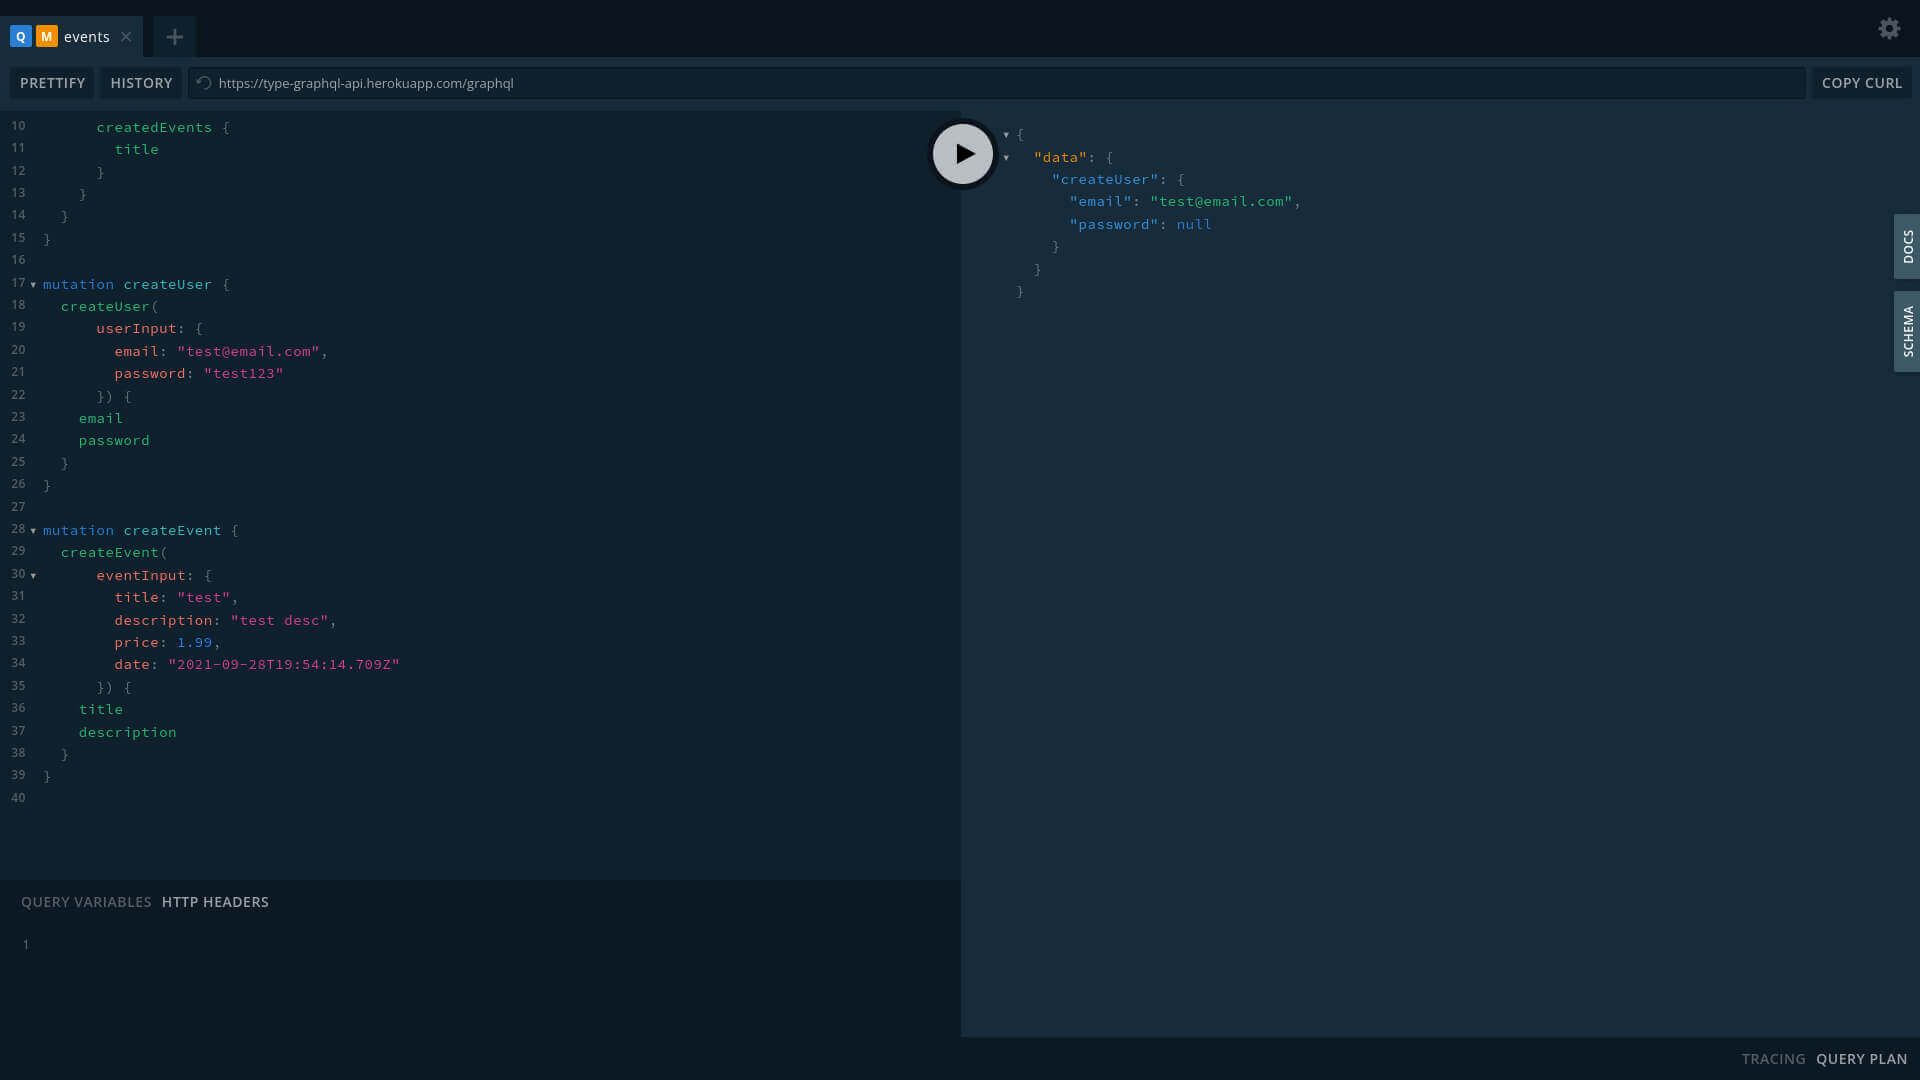 Q M events
PRETTIFY HISTORY https://type-graphql-api.herokuapp.com/graphql COPY CURL
10 createdEvents {
11 title
12 }
13 }
14 }
15 }
16
17 mutation createUser {
18 createUser(
19 userInput: {
20 email: "test@email.com",
21 password: "test123"
22 }) {
23 email
24 password
25 }
26 }
27
28 mutation createEvent {
29 createEvent(
30 eventInput: {
31 title: "test",
32 description: "test desc",
33 price: 1.99,
34 date: "2021-09-28T19:54:14.709Z"
35 }) {
36 title
37 description
38 }
39 }
40
QUERY VARIABLES HTTP HEADERS
1
{
"data": {
"createUser": {
"email": "test@email.com",
"password": null
}
}
}
DOCS
SCHEMA
TRACING QUERY PLAN